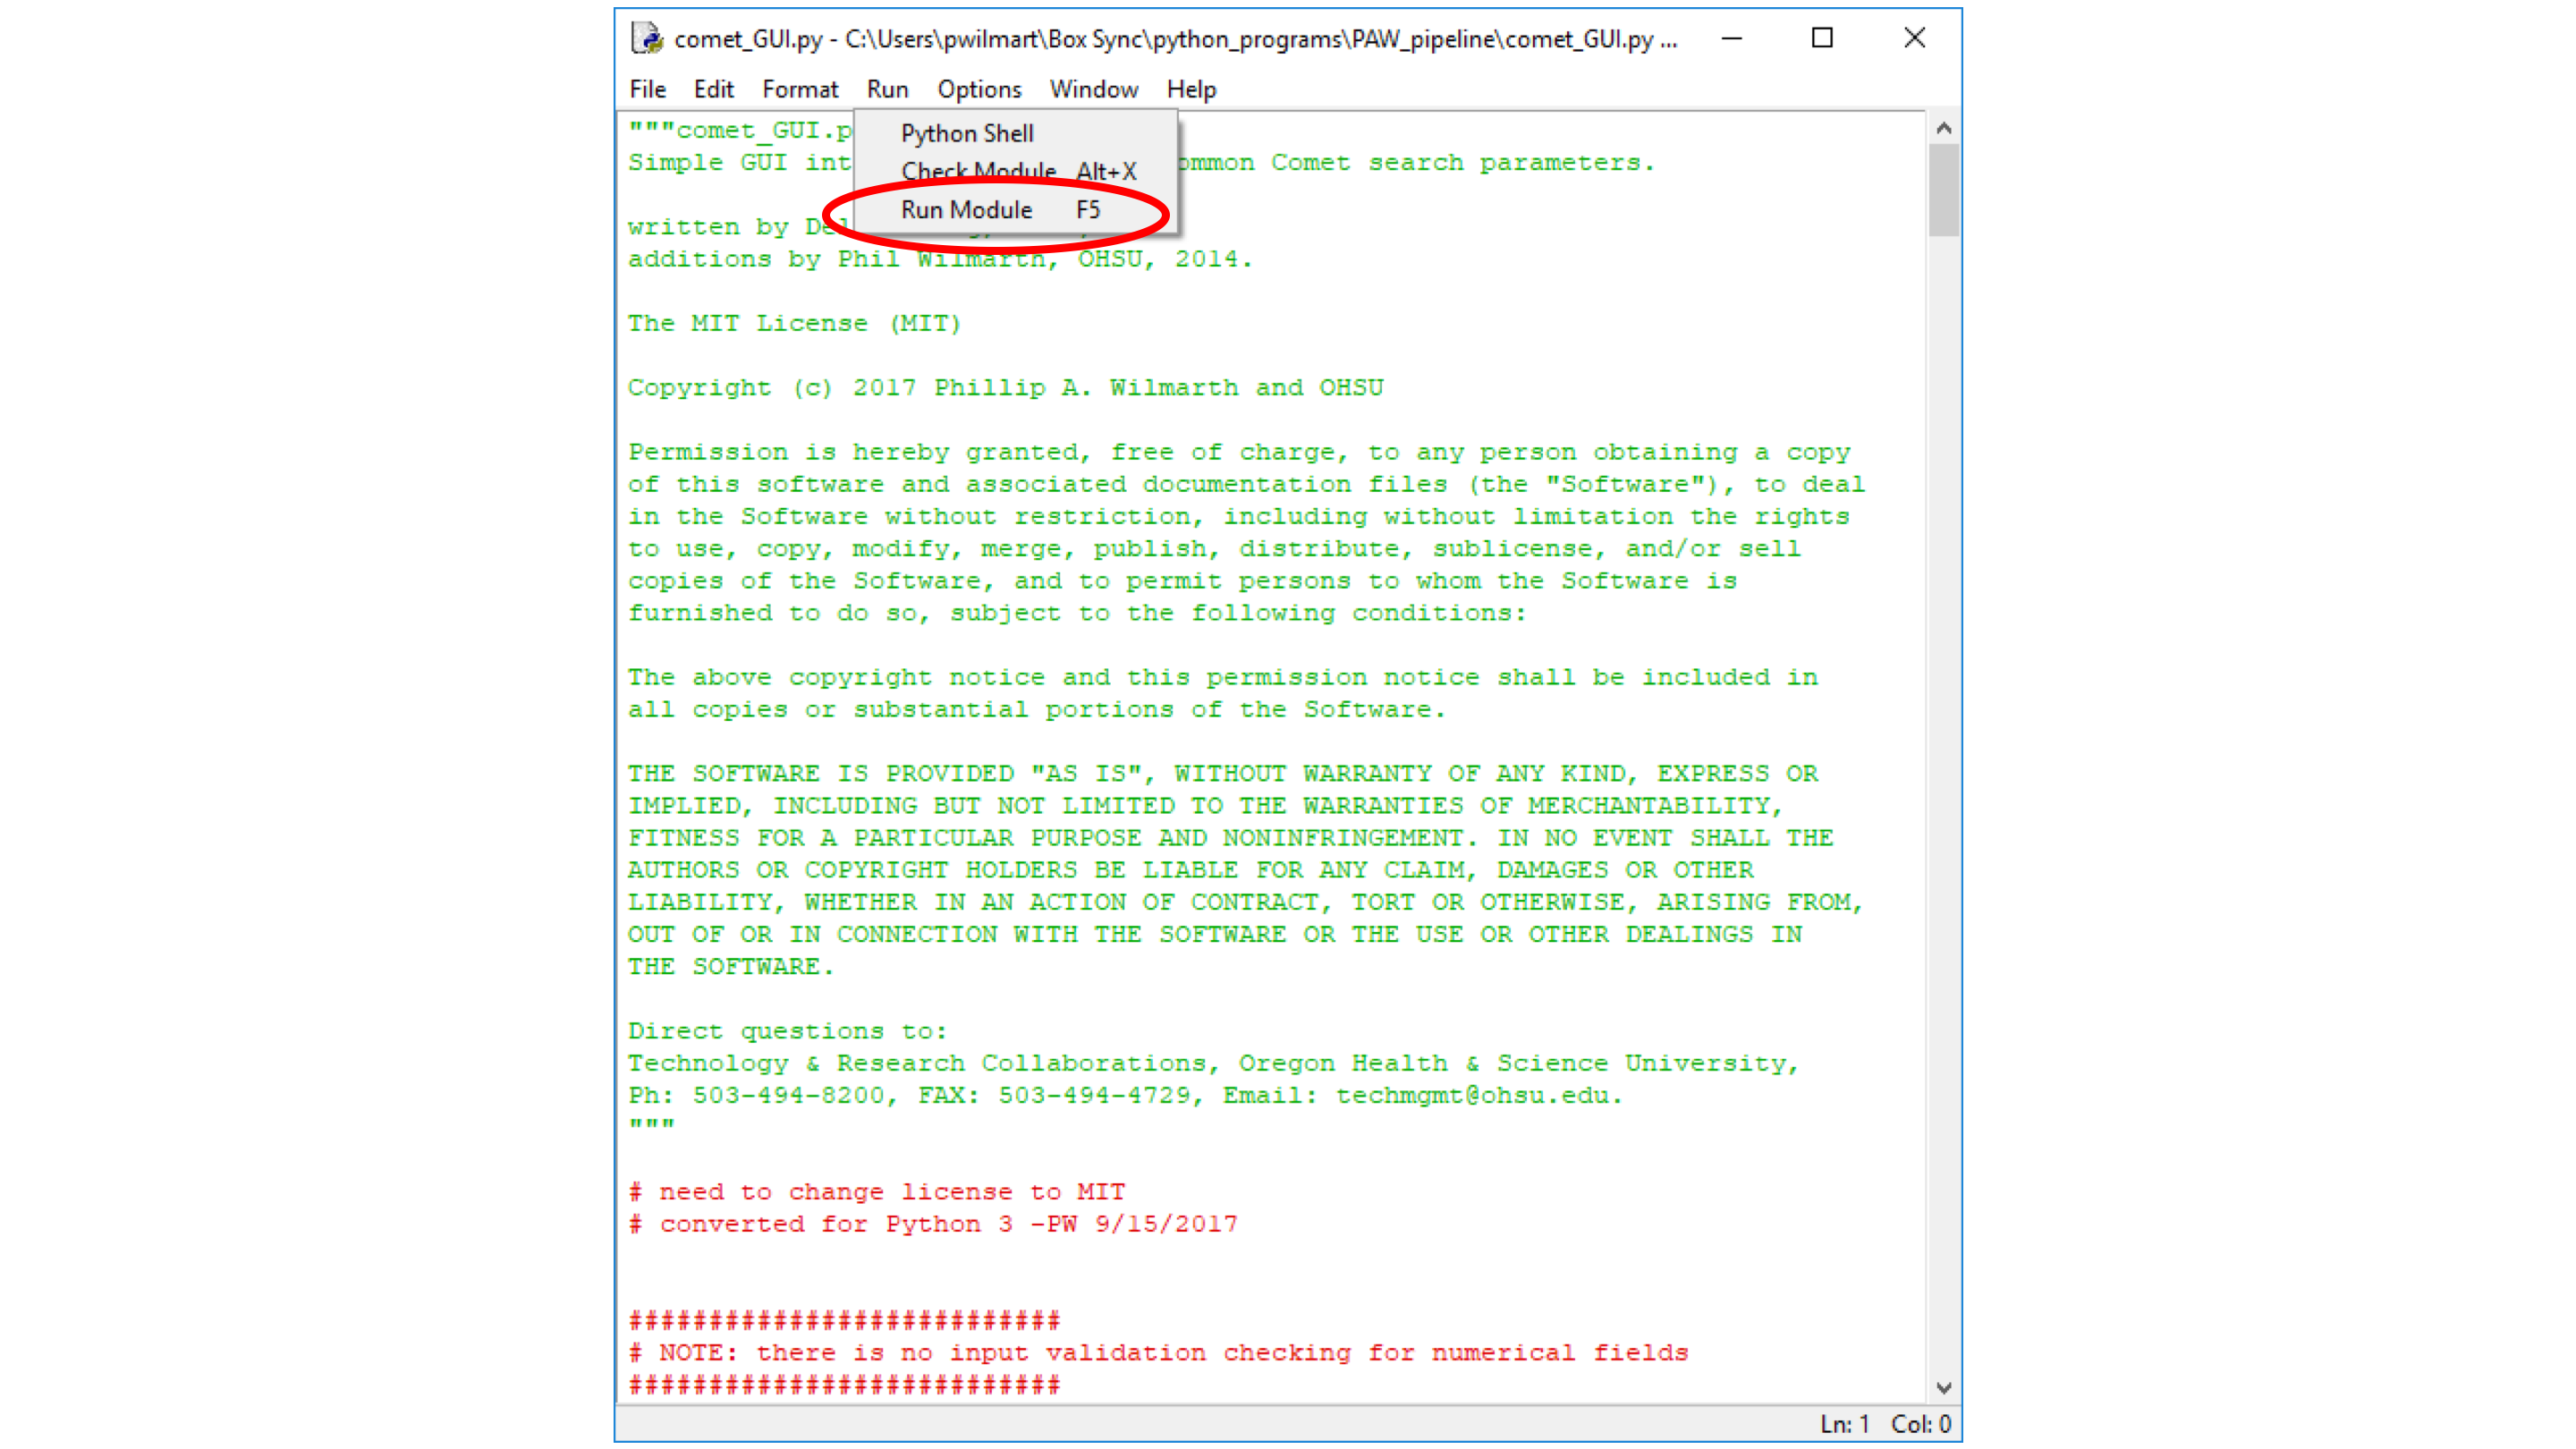 comet_GUI.py - C:\Users\pwilmart\Box Sync\python_programs\PAW_pipeline\comet_GUI.py ...
File Edit Format Run Options Window Help
Python Shell
Check Module Alt+X
Run Module F5
"""comet_GUI.p
Simple GUI int ommon Comet search parameters.
written by
additions by Phil Wilmarth, OHSU, 2014.
The MIT License (MIT)
Copyright (c) 2017 Phillip A. Wilmarth and OHSU
Permission is hereby granted, free of charge, to any person obtaining a copy
of this software and associated documentation files (the "Software"), to deal
in the Software without restriction, including without limitation the rights
to use, copy, modify, merge, publish, distribute, sublicense, and/or sell
copies of the Software, and to permit persons to whom the Software is
furnished to do so, subject to the following conditions:
The above copyright notice and this permission notice shall be included in
all copies or substantial portions of the Software.
THE SOFTWARE IS PROVIDED "AS IS", WITHOUT WARRANTY OF ANY KIND, EXPRESS OR
IMPLIED, INCLUDING BUT NOT LIMITED TO THE WARRANTIES OF MERCHANTABILITY,
FITNESS FOR A PARTICULAR PURPOSE AND NONINFRINGEMENT. IN NO EVENT SHALL THE
AUTHORS OR COPYRIGHT HOLDERS BE LIABLE FOR ANY CLAIM, DAMAGES OR OTHER
LIABILITY, WHETHER IN AN ACTION OF CONTRACT, TORT OR OTHERWISE, ARISING FROM,
OUT OF OR IN CONNECTION WITH THE SOFTWARE OR THE USE OR OTHER DEALINGS IN
THE SOFTWARE.
Direct questions to:
Technology & Research Collaborations, Oregon Health & Science University,
Ph: 503-494-8200, FAX: 503-494-4729, Email: techmgmt@ohsu.edu.
"""
# need to change license to MIT
# converted for Python 3 -PW 9/15/2017
###########################
# NOTE: there is no input validation checking for numerical fields
###########################
Ln: 1 Col: 0